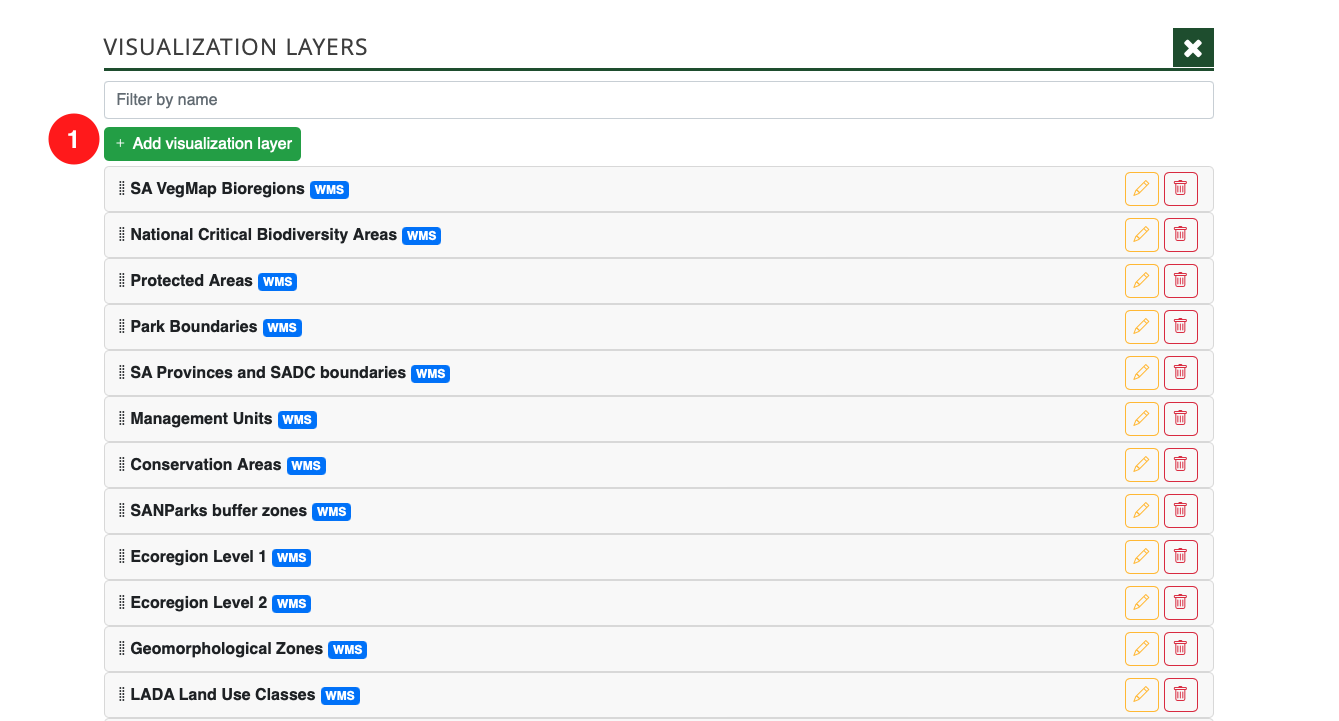 VISUALIZATION LAYERS
Filter by name
1
+ Add visualization layer
SA VegMap Bioregions WMS
National Critical Biodiversity Areas WMS
Protected Areas WMS
Park Boundaries WMS
SA Provinces and SADC boundaries WMS
Management Units WMS
Conservation Areas WMS
SANParks buffer zones WMS
Ecoregion Level 1 WMS
Ecoregion Level 2 WMS
Geomorphological Zones WMS
LADA Land Use Classes WMS